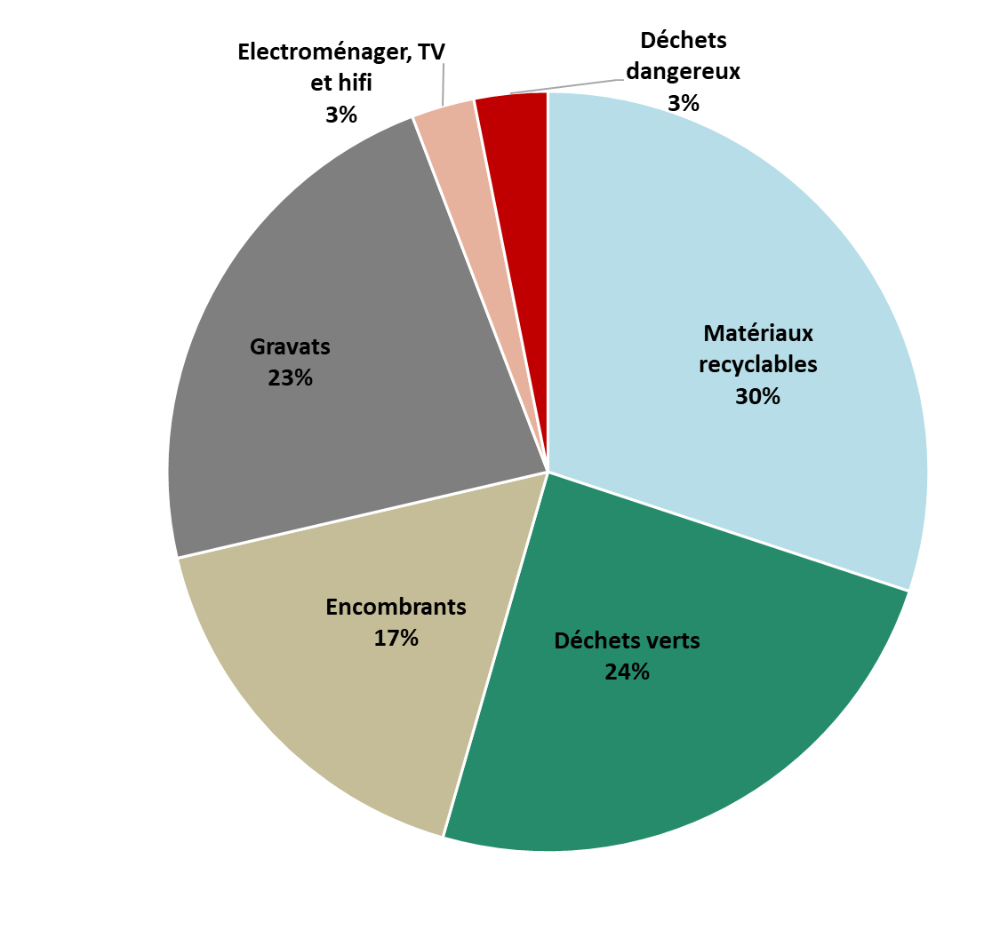 Electroménager, TV
et hifi
3%
Déchets
dangereux
3%
Matériaux
recyclables
30%
Gravats
23%
Encombrants
17%
Déchets verts
24%